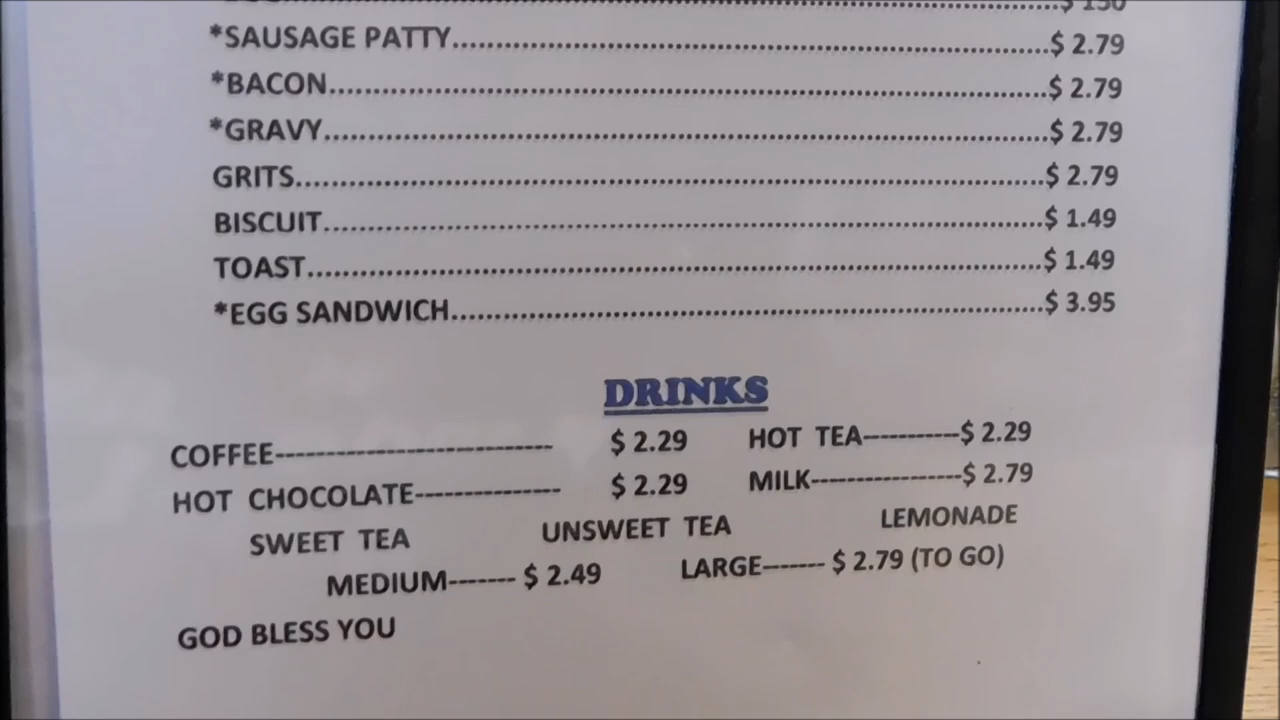 *SAUSAGE PATTY..................................................$ 2.79
*BACON..................................................$ 2.79
*GRAVY..................................................$ 2.79
GRITS..................................................$ 2.79
BISCUIT..................................................$ 1.49
TOAST..................................................$ 1.49
*EGG SANDWICH..................................................$ 3.95
DRINKS
COFFEE--------------------------- $ 2.29 HOT TEA----------$ 2.29
HOT CHOCOLATE--------------- $ 2.29 MILK----------------$ 2.79
SWEET TEA UNSWEET TEA LEMONADE
MEDIUM------- $ 2.49 LARGE------- $ 2.79 (TO GO)
GOD BLESS YOU